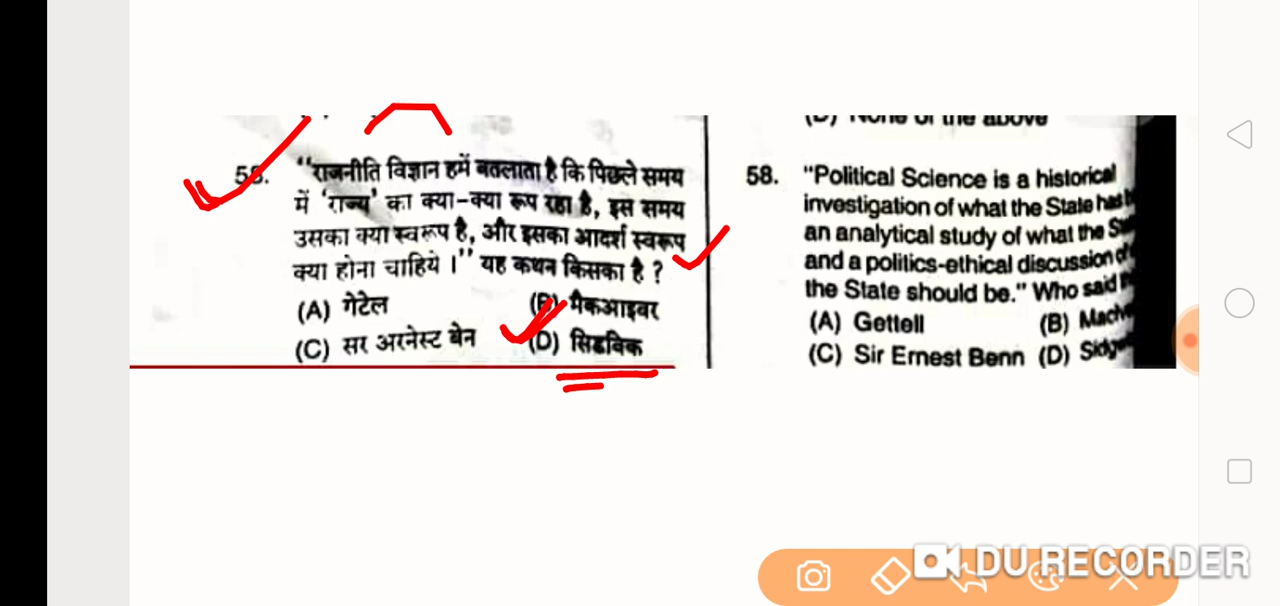 (D) None of the above
58. "राजनीति विज्ञान हमें बतलाता है कि पिछले समय
में 'राज्य' का क्या-क्या रूप रहा है, इस समय
उसका क्या स्वरूप है, और इसका आदर्श स्वरूप
क्या होना चाहिये ।" यह कथन किसका है ?
(A) गेटेल (B) मैकआइवर
(C) सर अरनेस्ट बेन (D) सिडविक
58. "Political Science is a historical
investigation of what the State has
an analytical study of what the
and a politics-ethical discussion of
the State should be." Who said
(A) Gettell (B)
(C) Sir Ernest Benn (D)
DU RECORDER